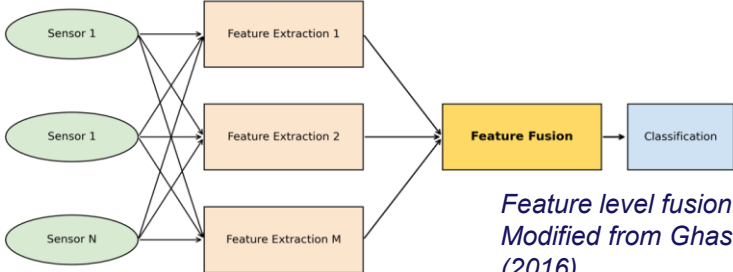 Sensor 1
Feature Extraction 1
Sensor 1
Feature Extraction 2
Feature Fusion
Classification
Sensor N
Feature Extraction M
Feature level fusion
Modified from Ghas
(2016)